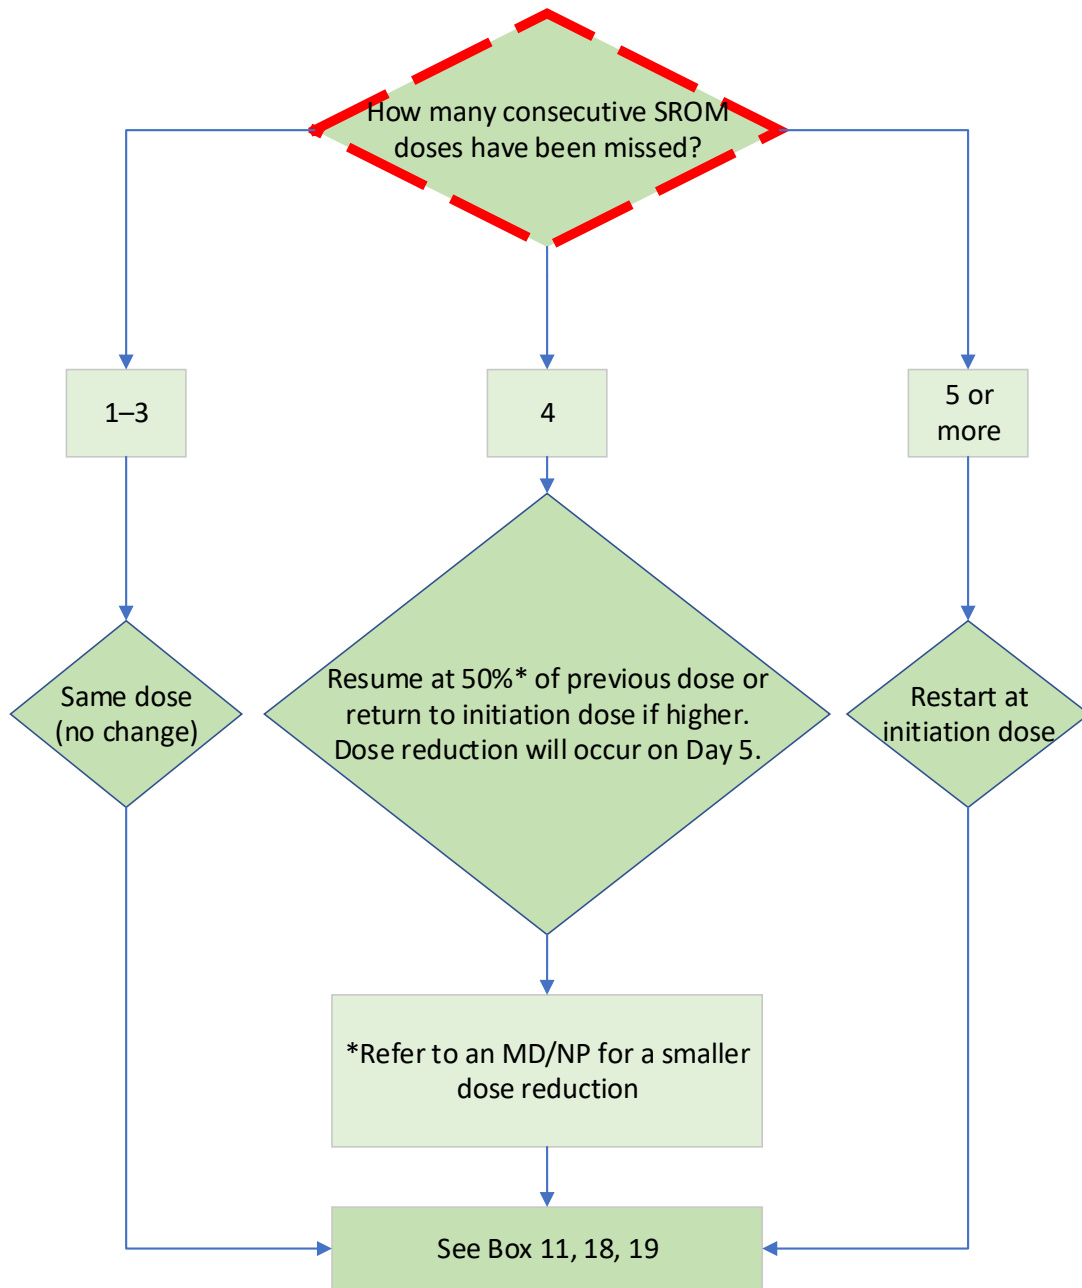 How many consecutive SROM
doses have been missed?
1–3
4
5 or
more
Same dose
(no change)
Resume at 50%* of previous dose or
return to initiation dose if higher.
Dose reduction will occur on Day 5.
Restart at
initiation dose
*Refer to an MD/NP for a smaller
dose reduction
See Box 11, 18, 19